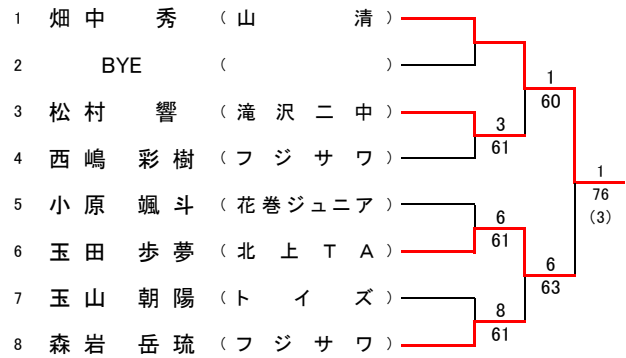 1 畑中 秀 (山 清)
2 BYE ( )
3 松村 響 (滝沢二中)
4 西嶋 彩樹 (フジサワ)
5 小原 颯斗 (花巻ジュニア)
6 玉田 歩夢 (北上TA)
7 玉山 朝陽 (トイズ)
8 森岩 岳琉 (フジサワ)
3
61
6
61
8
61
1
60
6
63
1
76
(3)